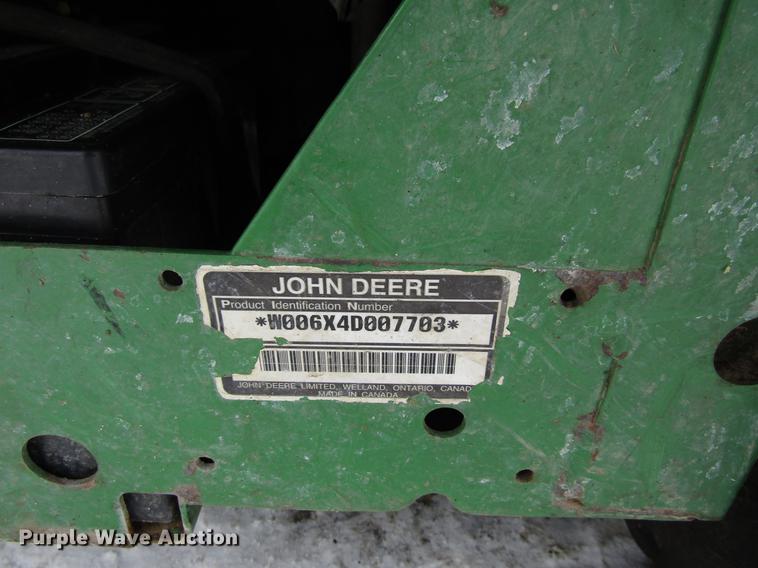 JOHN DEERE
Product Identification Number
*W006X4D007703*
JOHN DEERE LIMITED, WELLAND, ONTARIO, CANAD
MADE IN CANADA
Purple Wave Auction